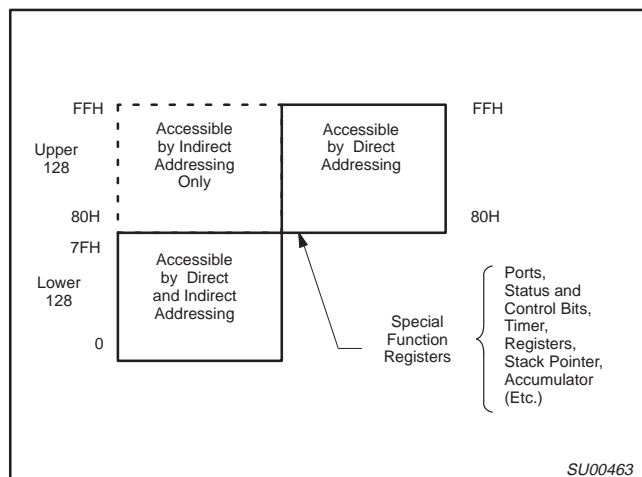 FFH
Upper
128
80H
7FH
Lower
128
0
Accessible
by Indirect
Addressing
Only
Accessible
by Direct
Addressing
FFH
80H
Accessible
by Direct
and Indirect
Addressing
Special
Function
Registers
Ports,
Status and
Control Bits,
Timer,
Registers,
Stack Pointer,
Accumulator
(Etc.)
SU00463